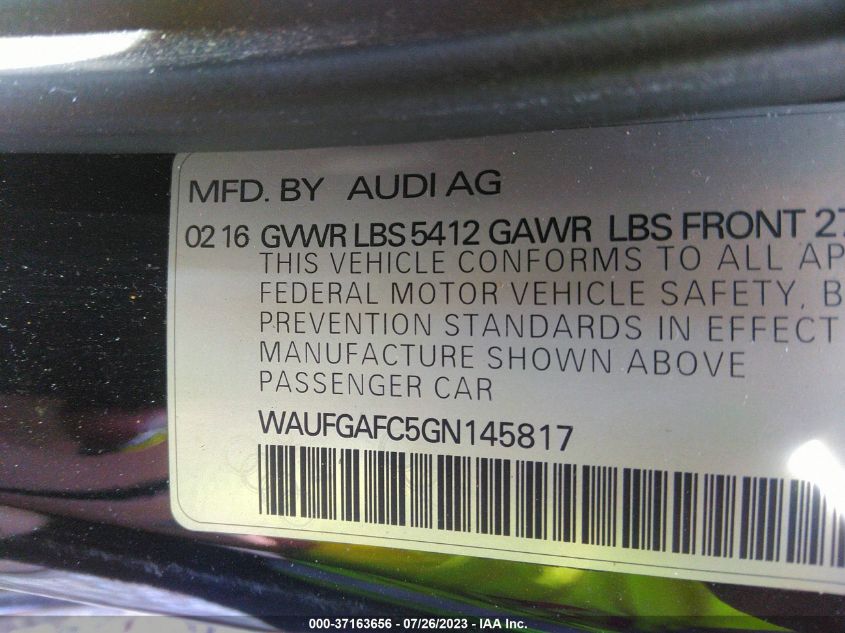 MFD. BY AUDI AG
02 16 GVWR LBS 5412 GAWR LBS FRONT 27
THIS VEHICLE CONFORMS TO ALL AP
FEDERAL MOTOR VEHICLE SAFETY, B
PREVENTION STANDARDS IN EFFECT
MANUFACTURE SHOWN ABOVE
PASSENGER CAR
WAUFGAFC5GN145817
000-37163656 - 07/26/2023 - IAA Inc.